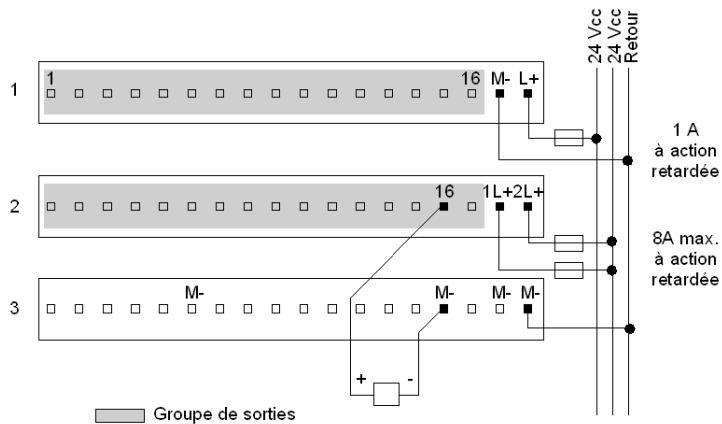 24 Vcc
24 Vcc
Retour
1
1
16
M-
L+
1 A
à action
retardée
2
16
1L+2L+
8A max.
à action
retardée
3
M-
M-
M-
M-
+
-
Groupe de sorties